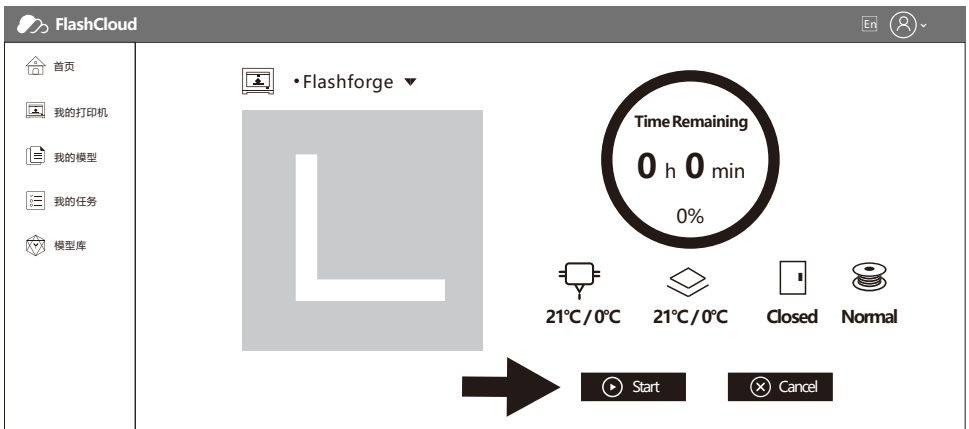 FlashCloud
En
首页
我的打印机
我的模型
我的任务
模型库
•Flashforge
Time Remaining
0 h 0 min
0%
21℃/0℃
21℃/0℃
Closed
Normal
Start
Cancel